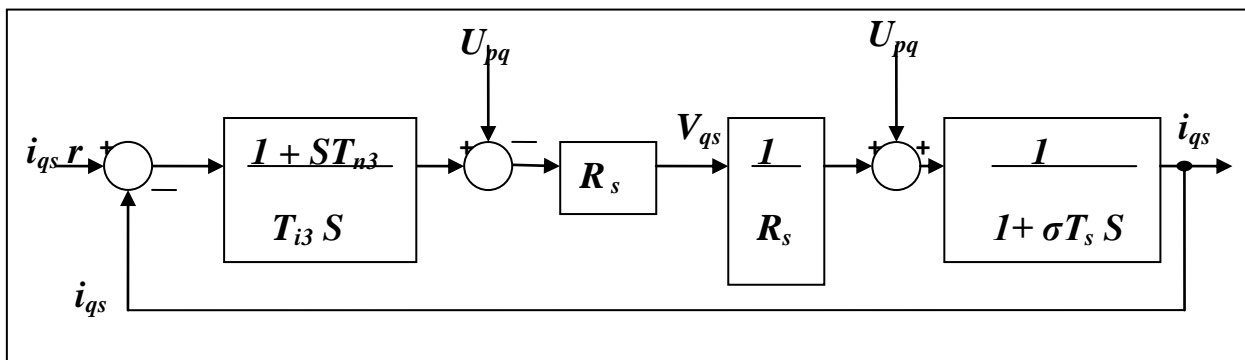 U_pq
U_pq
i_qs r
+
−
1 + ST_n3
T_i3 S
+
−
R_s
V_qs
1
R_s
+
+
1
1+ σT_s S
i_qs
i_qs